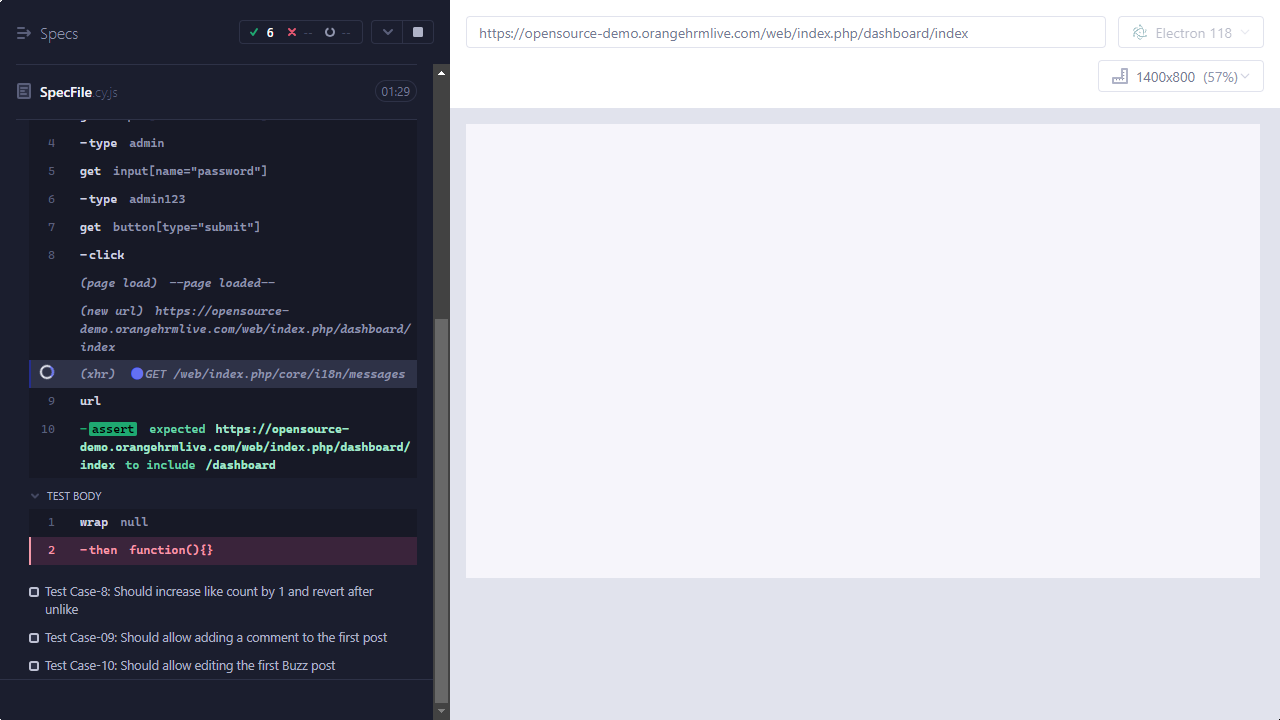 Specs
6
--
--
https://opensource-demo.orangehrmlive.com/web/index.php/dashboard/index
Electron 118
1400x800 (57%)
SpecFile.cy.js
01:29
4 -type admin
5 get input[name="password"]
6 -type admin123
7 get button[type="submit"]
8 -click
(page load) --page loaded--
(new url) https://opensource-
demo.orangehrmlive.com/web/index.php/dashboard/
index
(xhr) GET /web/index.php/core/i18n/messages
9 url
10 -assert expected https://opensource-
demo.orangehrmlive.com/web/index.php/dashboard/
index to include /dashboard
TEST BODY
1 wrap null
2 -then function(){}
Test Case-8: Should increase like count by 1 and revert after
unlike
Test Case-09: Should allow adding a comment to the first post
Test Case-10: Should allow editing the first Buzz post